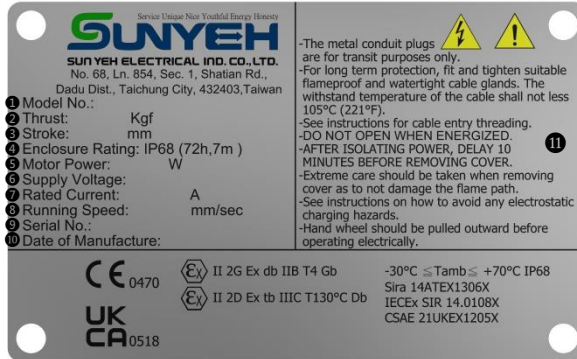 Service Unique Nice Youthful Energy Honesty
SUNYEH
SUN YEH ELECTRICAL IND. CO.,LTD.
No. 68, Ln. 854, Sec. 1, Shatian Rd.,
Dadu Dist., Taichung City, 432403,Taiwan
1 Model No.:
2 Thrust: Kgf
3 Stroke: mm
4 Enclosure Rating: IP68 (72h,7m )
5 Motor Power: W
6 Supply Voltage:
7 Rated Current: A
8 Running Speed: mm/sec
9 Serial No.:
10 Date of Manufacture:
-The metal conduit plugs
are for transit purposes only.
-For long term protection, fit and tighten suitable
flameproof and watertight cable glands. The
withstand temperature of the cable shall not less
105°C (221°F).
-See instructions for cable entry threading.
-DO NOT OPEN WHEN ENERGIZED.
-AFTER ISOLATING POWER, DELAY 10
MINUTES BEFORE REMOVING COVER.
-Extreme care should be taken when removing
cover as to not damage the flame path.
-See instructions on how to avoid any electrostatic
charging hazards.
-Hand wheel should be pulled outward before
operating electrically.
11
CE 0470
UK
CA 0518
Ex II 2G Ex db IIB T4 Gb
Ex II 2D Ex tb IIIC T130°C Db
-30°C ≦Tamb≦ +70°C IP68
Sira 14ATEX1306X
IECEx SIR 14.0108X
CSAE 21UKEX1205X